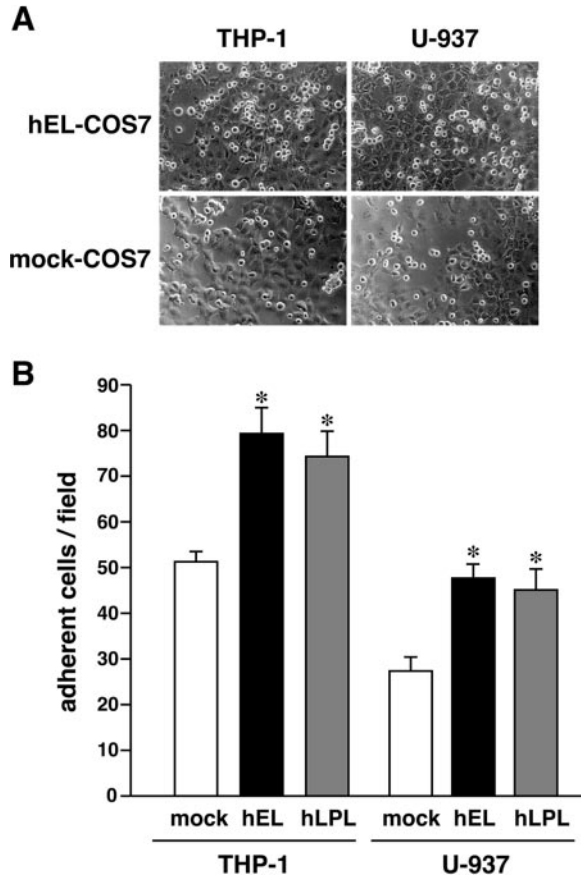 A
THP-1 U-937
hEL-COS7
mock-COS7
B
adherent cells / field
90
80
70
60
50
40
30
20
10
0
* * * *
mock hEL hLPL mock hEL hLPL
THP-1 U-937